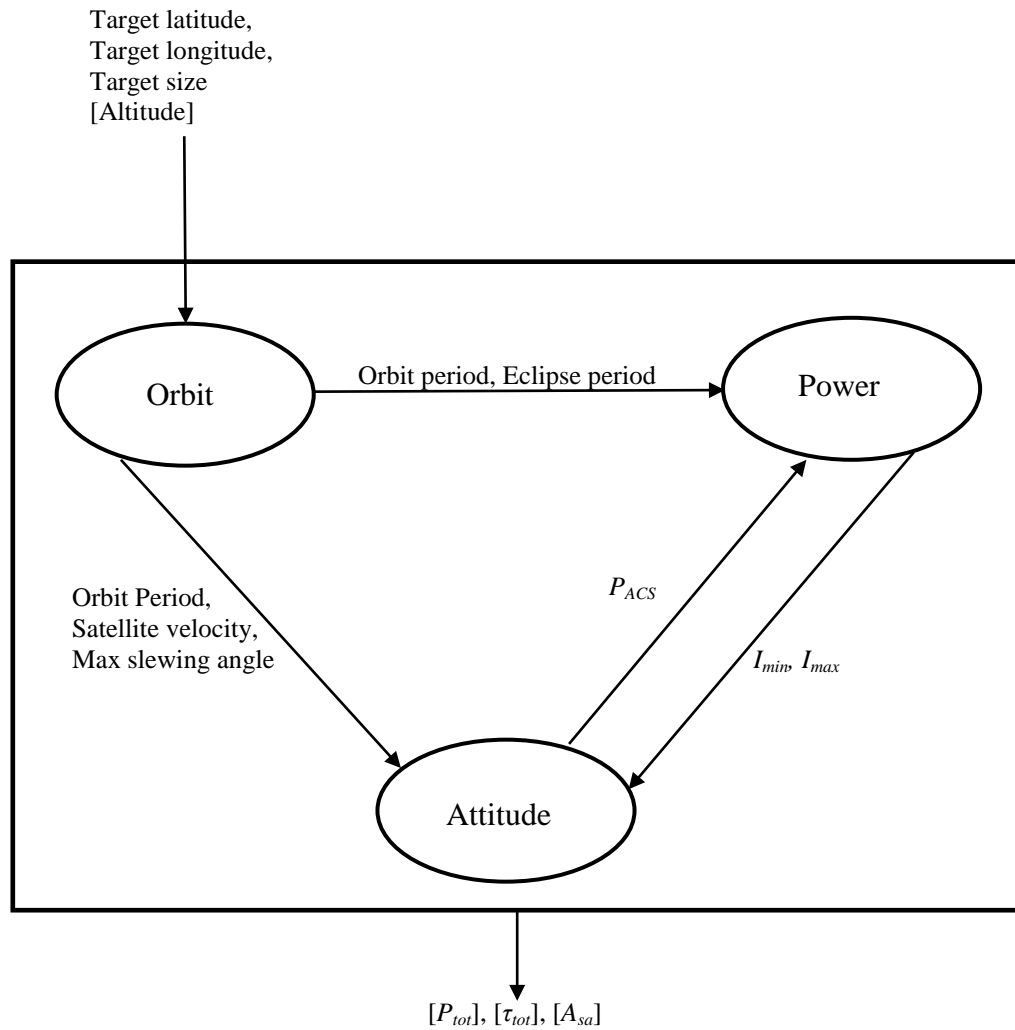 Target latitude,
Target longitude,
Target size
[Altitude]
Orbit
Orbit period, Eclipse period
Power
Orbit Period,
Satellite velocity,
Max slewing angle
P_ACS
I_min, I_max
Attitude
[P_tot], [τ_tot], [A_sa]